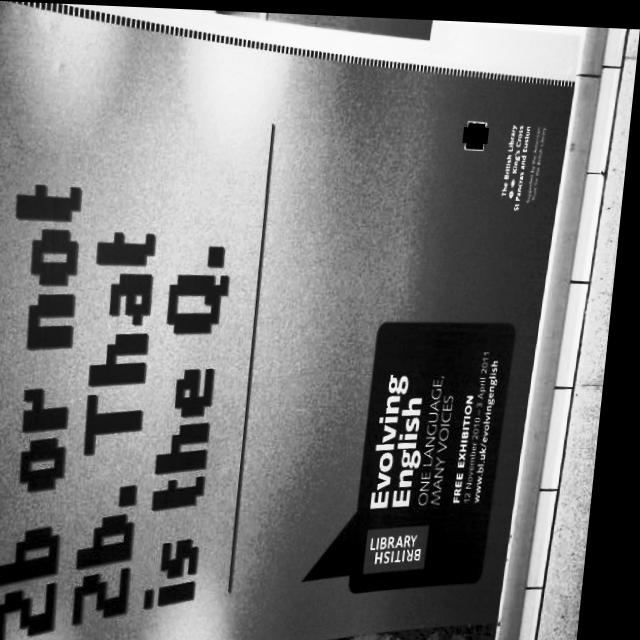 2b or not
2b. That
is the Q.
Evolving
English
ONE LANGUAGE,
MANY VOICES
FREE EXHIBITION
12 November 2010 – 3 April 2011
www.bl.uk/evolvingenglish
LIBRARY
BRITISH
The British Library
King's Cross
St Pancras and Euston